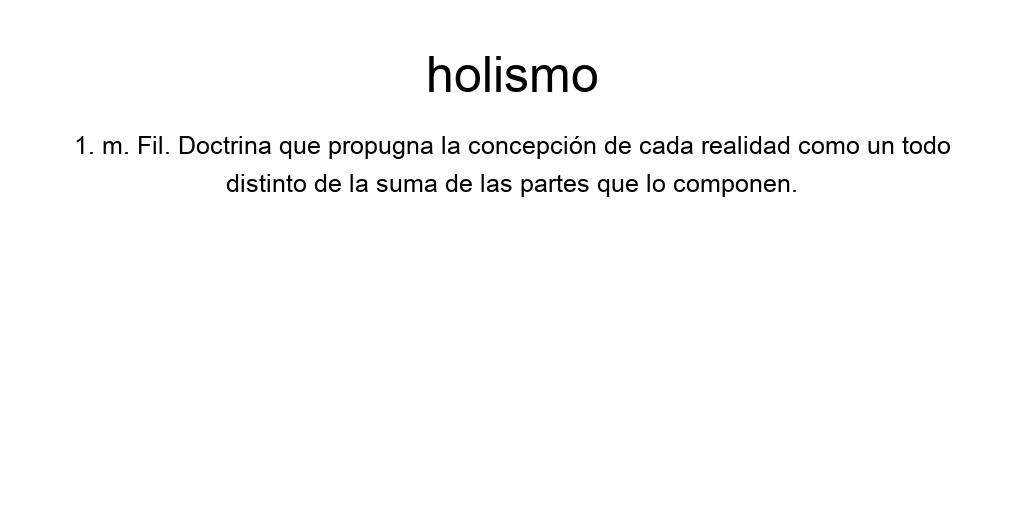 holismo
1. m. Fil. Doctrina que propugna la concepción de cada realidad como un todo
distinto de la suma de las partes que lo componen.